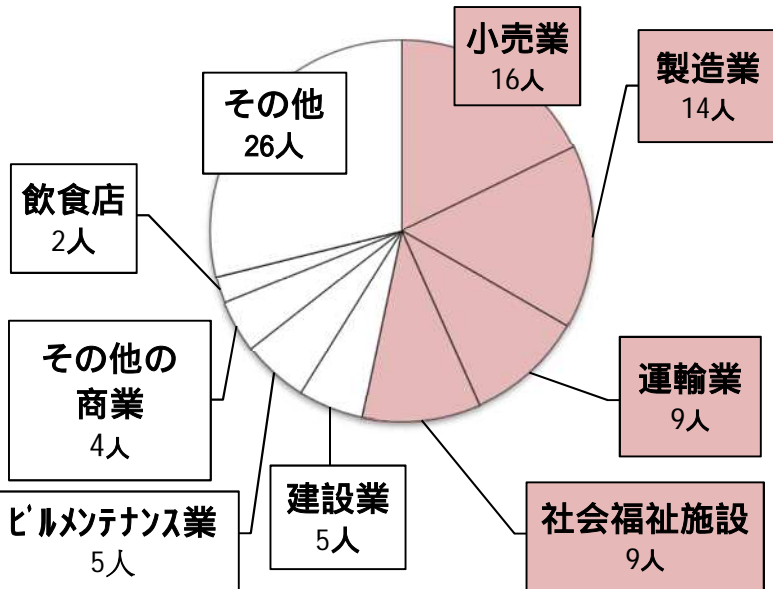 小売業
16人
製造業
14人
運輸業
9人
社会福祉施設
9人
建設業
5人
ﾋﾞﾙﾒﾝﾃﾅﾝｽ業
5人
その他の
商業
4人
飲食店
2人
その他
26人